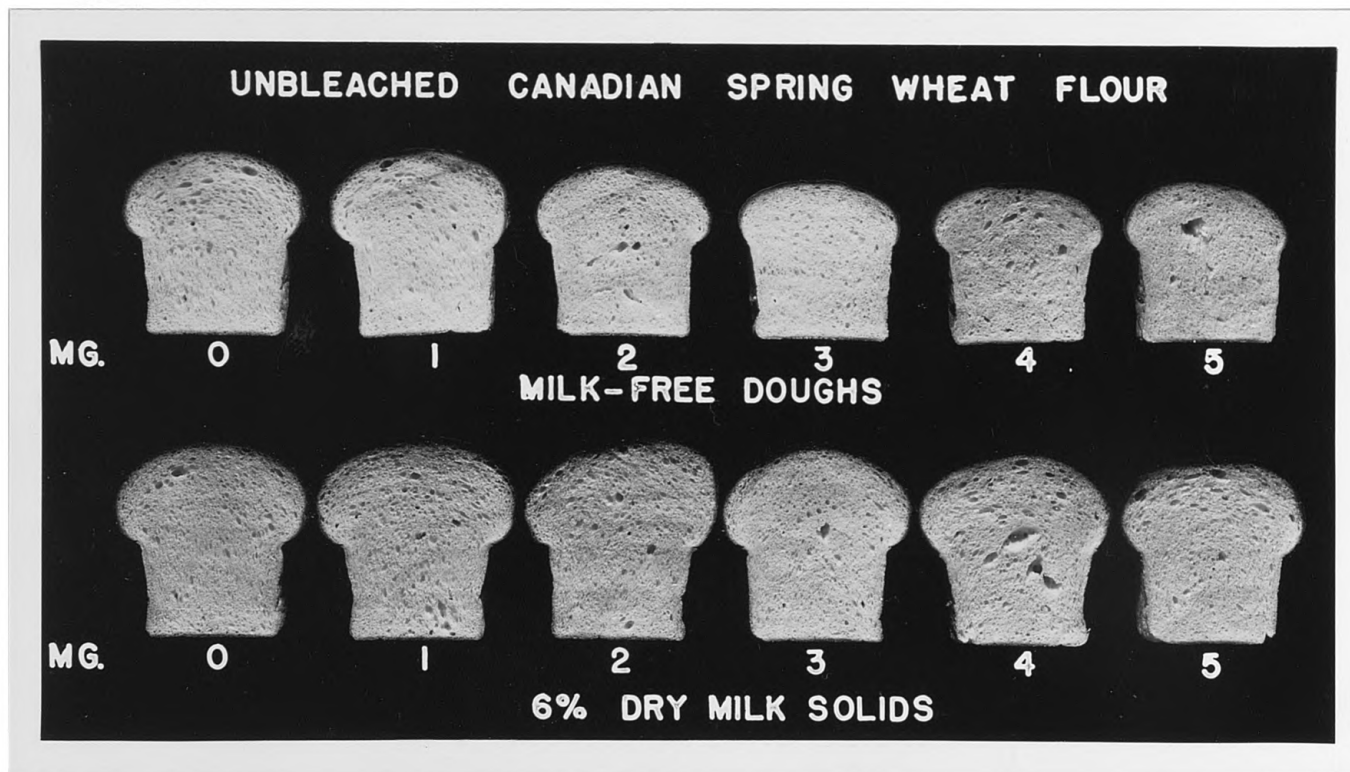 UNBLEACHED CANADIAN SPRING WHEAT FLOUR
MG. 0 1 2 3 4 5
MILK-FREE DOUGHS
MG. 0 1 2 3 4 5
6% DRY MILK SOLIDS